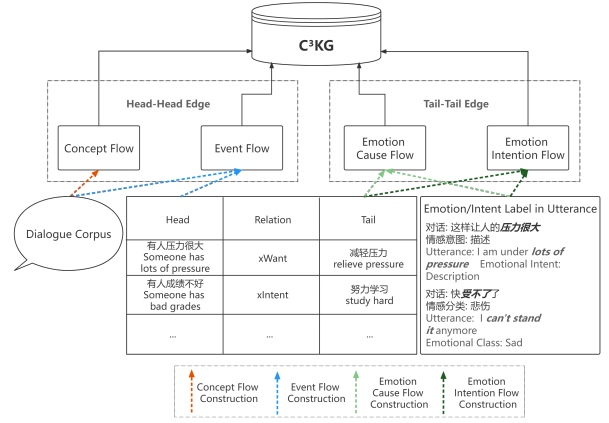 C³KG
Head-Head Edge
Tail-Tail Edge
Concept Flow
Event Flow
Emotion
Cause Flow
Emotion
Intention Flow
Dialogue Corpus
Head
Relation
Tail
有人压力很大
Someone has
lots of pressure
xWant
减轻压力
relieve pressure
有人成绩不好
Someone has
bad grades
xIntent
努力学习
study hard
...
...
...
Emotion/Intent Label in Utterance
对话: 这样让人的压力很大
情感意图: 描述
Utterance: I am under lots of
pressure Emotional Intent:
Description
对话: 快受不了了
情感分类: 悲伤
Utterance: I can't stand
it anymore
Emotional Class: Sad
Concept Flow
Construction
Event Flow
Construction
Emotion
Cause Flow
Construction
Emotion
Intention Flow
Construction